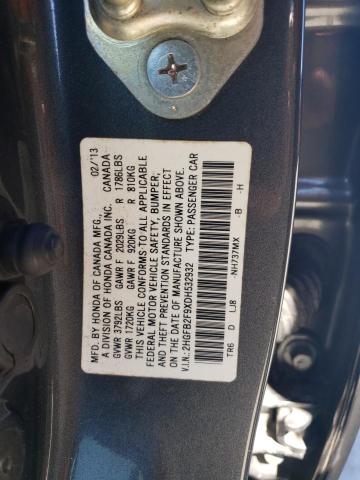 MFD. BY HONDA OF CANADA MFG., 02/'13
A DIVISION OF HONDA CANADA INC. CANADA
GVWR 3792LBS GAWR F 2029LBS R 1786LBS
GVWR 1720KG GAWR F 920KG R 810KG
THIS VEHICLE CONFORMS TO ALL APPLICABLE
FEDERAL MOTOR VEHICLE SAFETY, BUMPER,
AND THEFT PREVENTION STANDARDS IN EFFECT
ON THE DATE OF MANUFACTURE SHOWN ABOVE.
V.I.N.: 2HGFB2F9XDH532932 TYPE: PASSENGER CAR
NH737MX -B -H
TR6 D LJ8